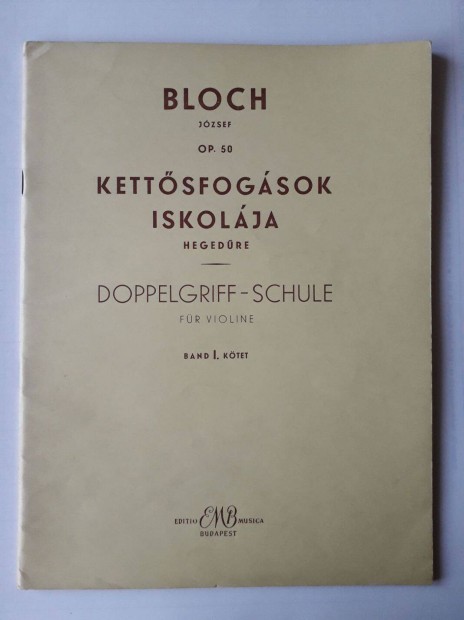 BLOCH
JÓZSEF
OP. 50
KETTŐSFOGÁSOK
ISKOLÁJA
HEGEDŰRE
DOPPELGRIFF-SCHULE
FÜR VIOLINE
BAND I. KÖTET
EDITIO EMB MUSICA
BUDAPEST